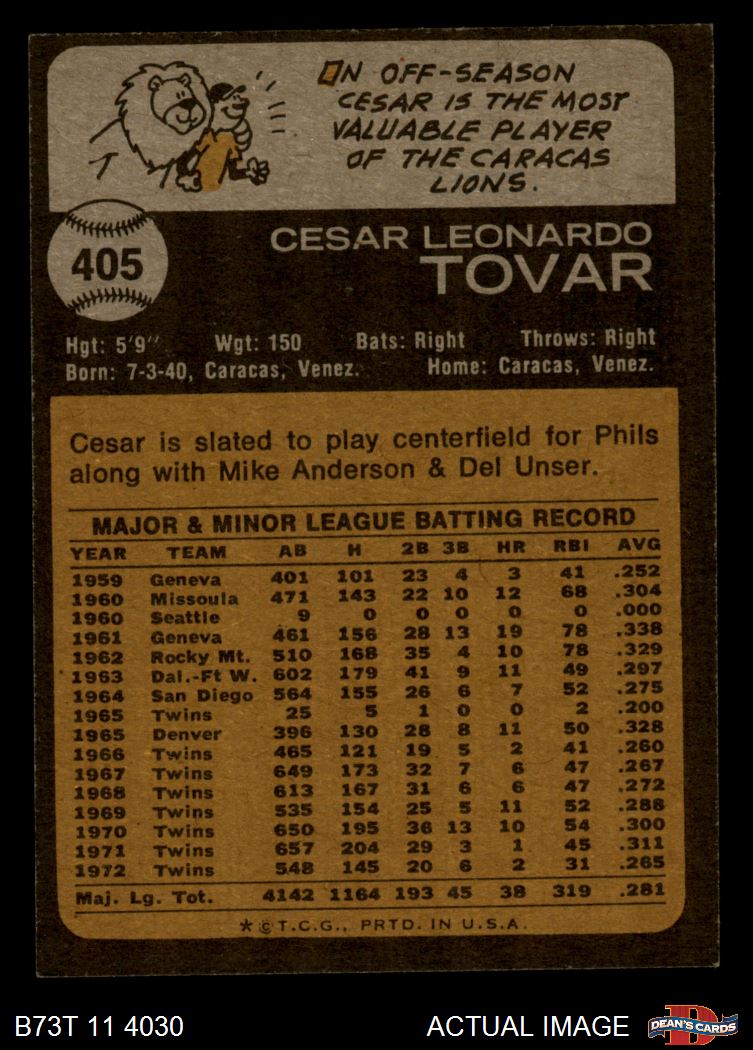 ON OFF-SEASON
CESAR IS THE MOST
VALUABLE PLAYER
OF THE CARACAS
LIONS.
405
CESAR LEONARDO
TOVAR
Hgt: 5'9" Wgt: 150 Bats: Right Throws: Right
Born: 7-3-40, Caracas, Venez. Home: Caracas, Venez.
Cesar is slated to play centerfield for Phils
along with Mike Anderson & Del Unser.
MAJOR & MINOR LEAGUE BATTING RECORD
YEAR TEAM AB H 2B 3B HR RBI AVG
1959 Geneva 401 101 23 4 3 41 .252
1960 Missoula 471 143 22 10 12 68 .304
1960 Seattle 9 0 0 0 0 0 .000
1961 Geneva 461 156 28 13 19 78 .338
1962 Rocky Mt. 510 168 35 4 10 78 .329
1963 Dal.-Ft W. 602 179 41 9 11 49 .297
1964 San Diego 564 155 26 6 7 52 .275
1965 Twins 25 5 1 0 0 2 .200
1965 Denver 396 130 28 8 11 50 .328
1966 Twins 465 121 19 5 2 41 .260
1967 Twins 649 173 32 7 6 47 .267
1968 Twins 613 167 31 6 6 47 .272
1969 Twins 535 154 25 5 11 52 .288
1970 Twins 650 195 36 13 10 54 .300
1971 Twins 657 204 29 3 1 45 .311
1972 Twins 548 145 20 6 2 31 .265
Maj. Lg. Tot. 4142 1164 193 45 38 319 .281
*©T.C.G., PRTD. IN U.S.A.
B73T 11 4030 ACTUAL IMAGE
D
DEAN'S CARDS